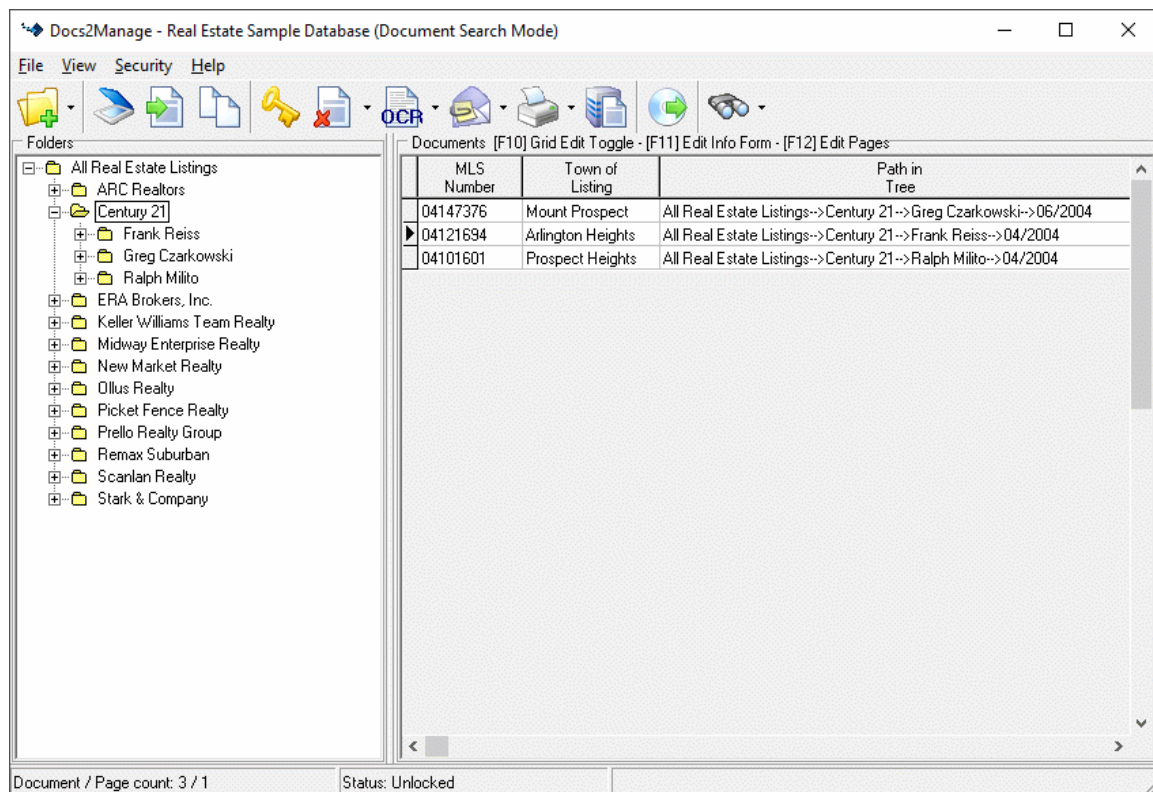 Docs2Manage - Real Estate Sample Database (Document Search Mode)
File View Security Help
OCR
Folders
All Real Estate Listings
ARC Realtors
Century 21
Frank Reiss
Greg Czarkowski
Ralph Milito
ERA Brokers, Inc.
Keller Williams Team Realty
Midway Enterprise Realty
New Market Realty
Ollus Realty
Picket Fence Realty
Prello Realty Group
Remax Suburban
Scanlan Realty
Stark & Company
Documents [F10] Grid Edit Toggle - [F11] Edit Info Form - [F12] Edit Pages
MLS Number Town of Listing Path in Tree
04147376 Mount Prospect All Real Estate Listings-->Century 21-->Greg Czarkowski-->06/2004
04121694 Arlington Heights All Real Estate Listings-->Century 21-->Frank Reiss-->04/2004
04101601 Prospect Heights All Real Estate Listings-->Century 21-->Ralph Milito-->04/2004
Document / Page count: 3 / 1 Status: Unlocked